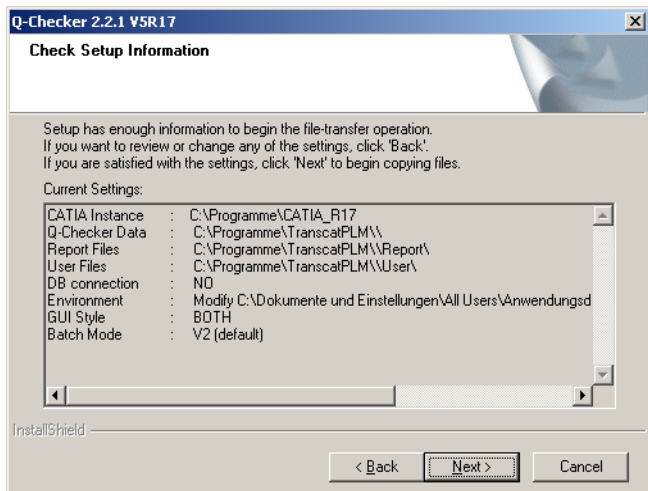 Q-Checker 2.2.1 V5R17
Check Setup Information
Setup has enough information to begin the file-transfer operation.
If you want to review or change any of the settings, click 'Back'.
If you are satisfied with the settings, click 'Next' to begin copying files.
Current Settings:
CATIA Instance : C:\Programme\CATIA_R17
Q-Checker Data : C:\Programme\TranscatPLM\\
Report Files : C:\Programme\TranscatPLM\\Report\
User Files : C:\Programme\TranscatPLM\\User\
DB connection : NO
Environment : Modify C:\Dokumente und Einstellungen\All Users\Anwendungsd
GUI Style : BOTH
Batch Mode : V2 (default)
InstallShield
< Back Next > Cancel